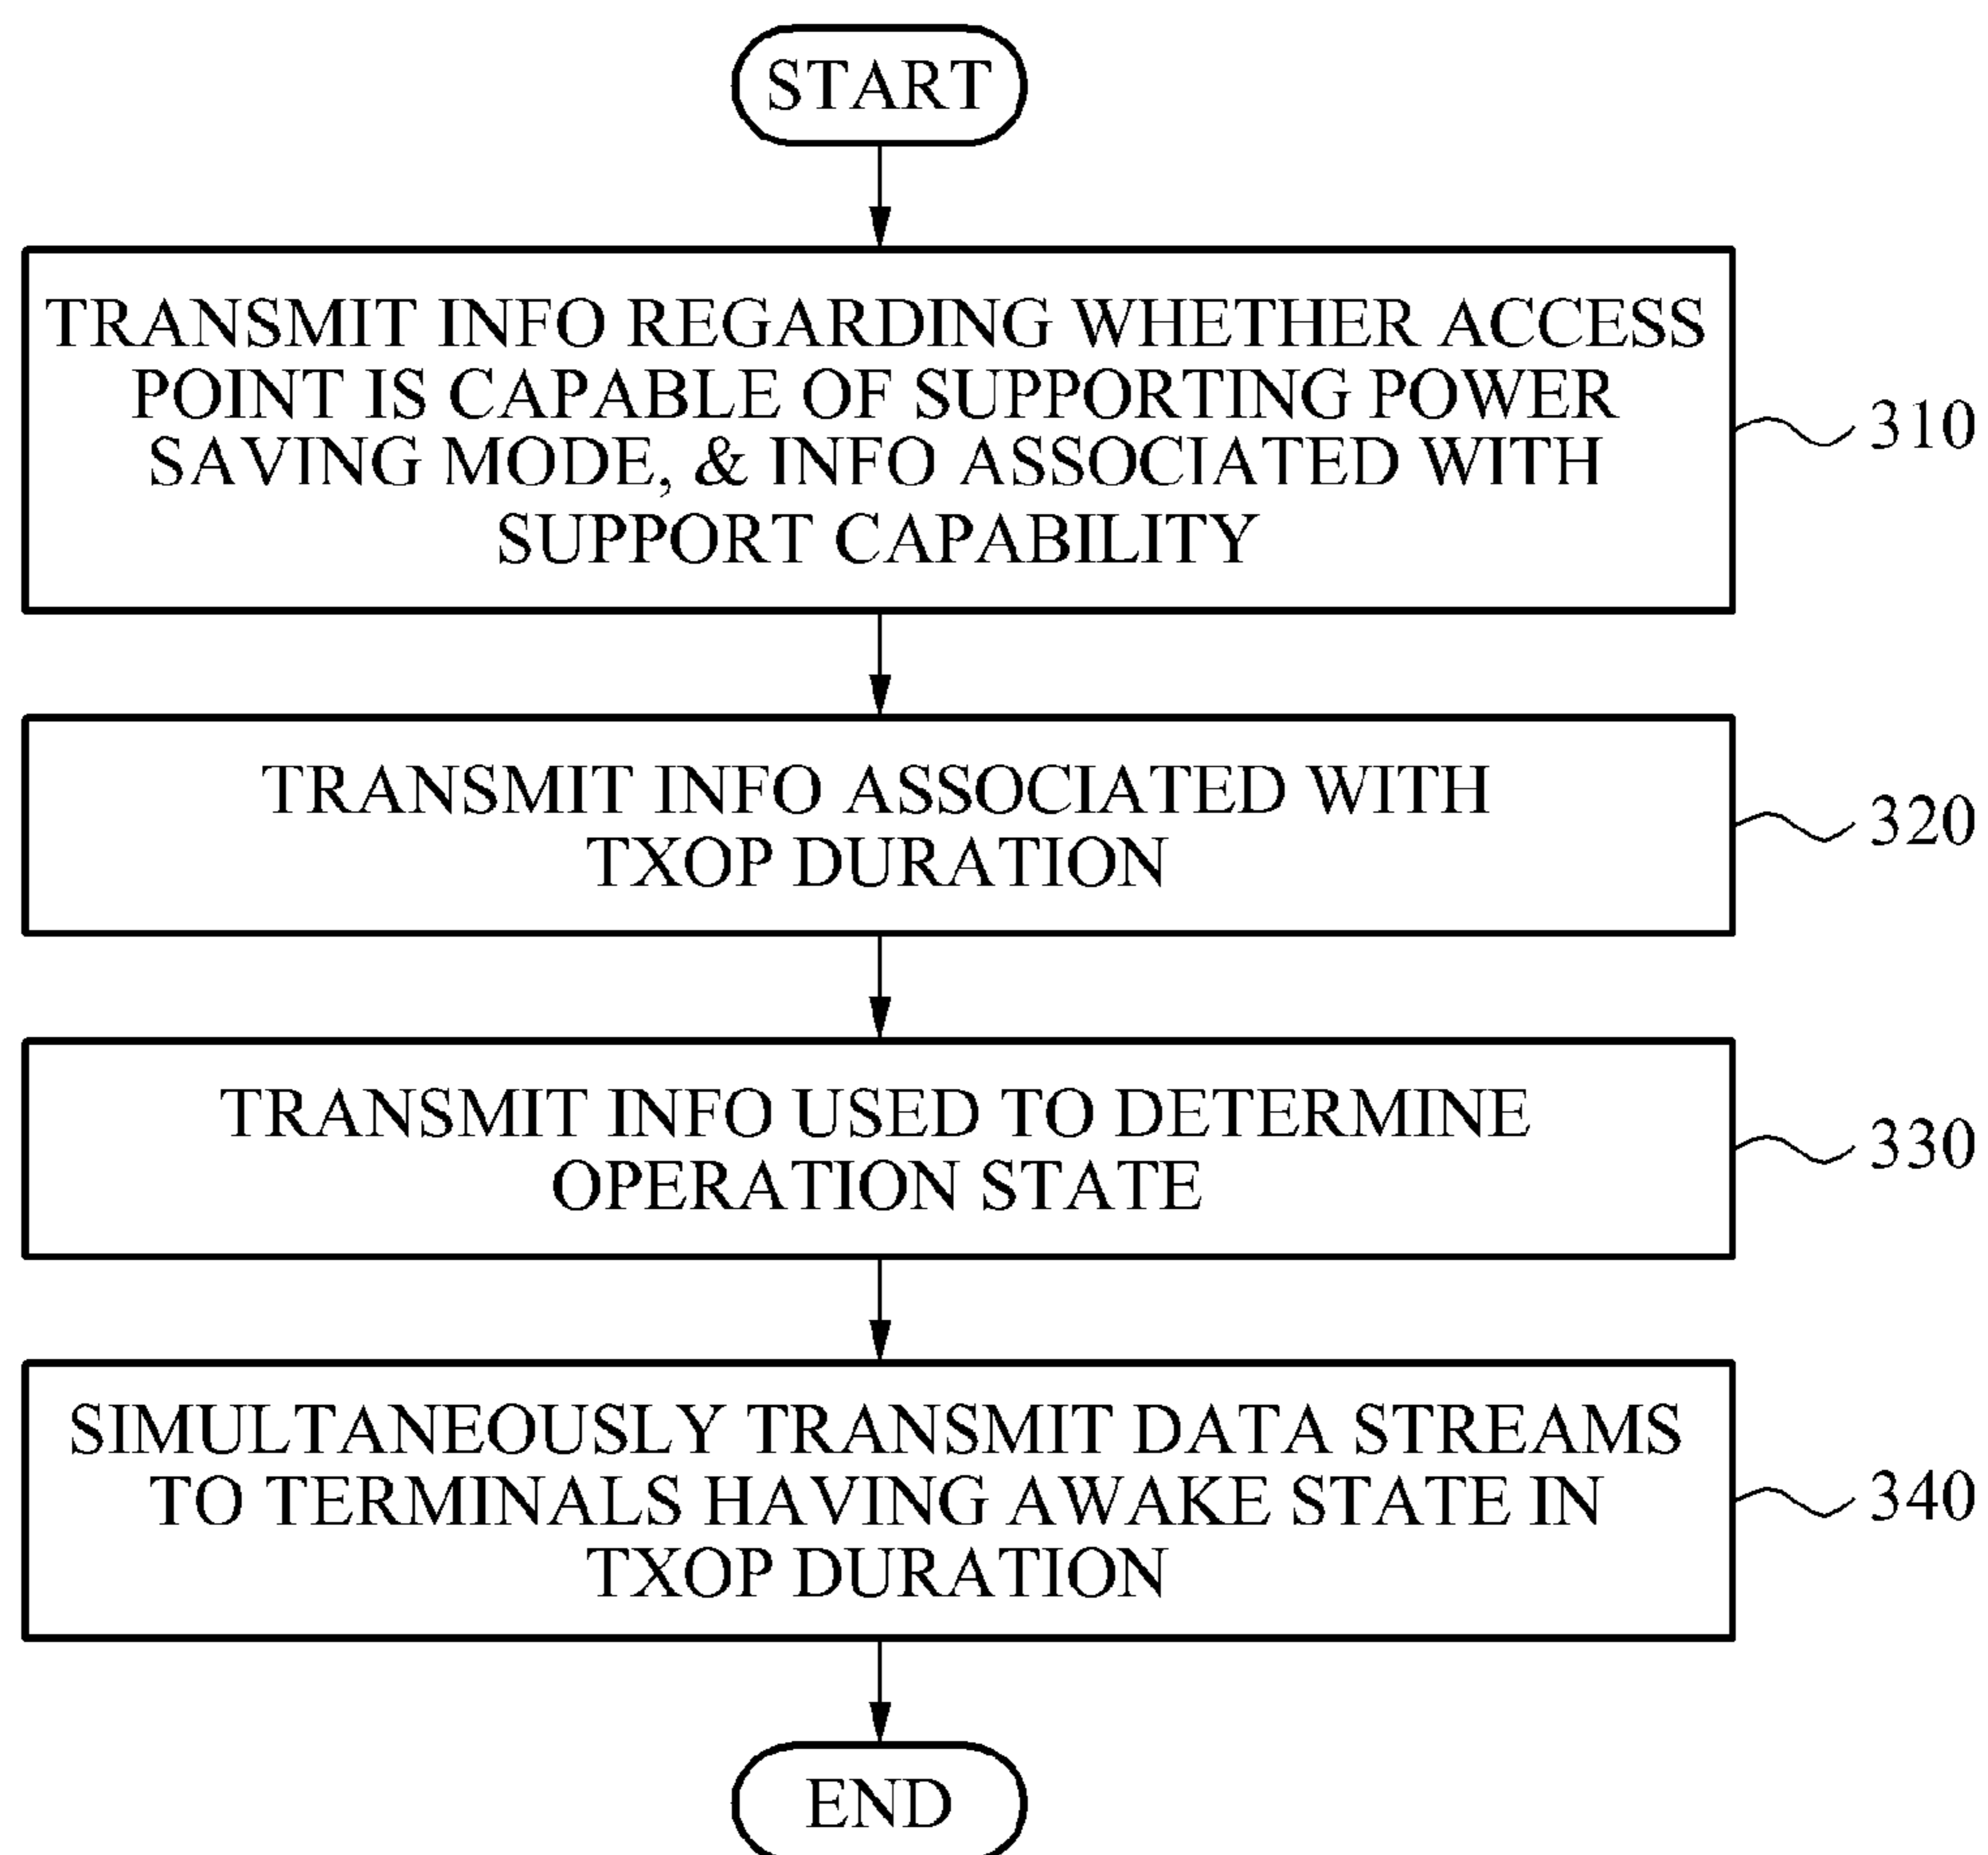 START
TRANSMIT INFO REGARDING WHETHER ACCESS
POINT IS CAPABLE OF SUPPORTING POWER
SAVING MODE, & INFO ASSOCIATED WITH
SUPPORT CAPABILITY
310
TRANSMIT INFO ASSOCIATED WITH
TXOP DURATION
320
TRANSMIT INFO USED TO DETERMINE
OPERATION STATE
330
SIMULTANEOUSLY TRANSMIT DATA STREAMS
TO TERMINALS HAVING AWAKE STATE IN
TXOP DURATION
340
END